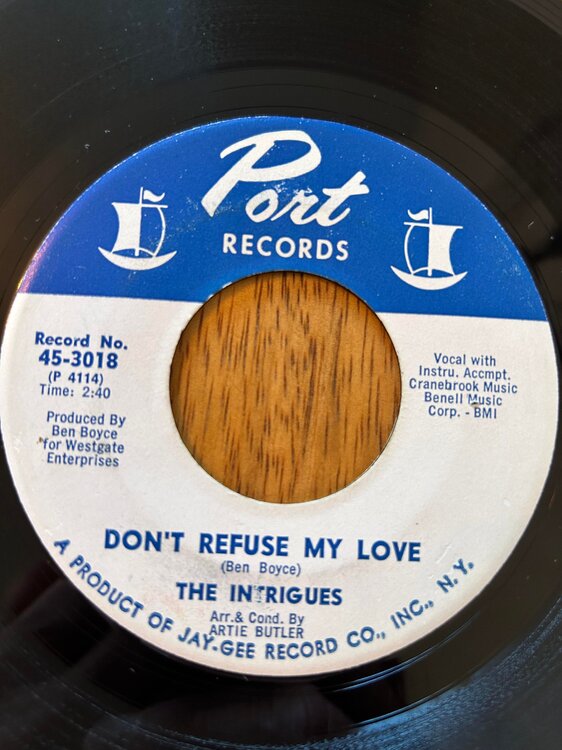 Port
RECORDS
Record No.
45-3018
(P 4114)
Time: 2:40
Produced By
Ben Boyce
for Westgate
Enterprises
Vocal with
Instru. Accmpt.
Cranebrook Music
Benell Music
Corp. - BMI
DON'T REFUSE MY LOVE
(Ben Boyce)
THE INTRIGUES
Arr.& Cond. By
ARTIE BUTLER
A PRODUCT OF JAY-GEE RECORD CO., INC., N.Y.